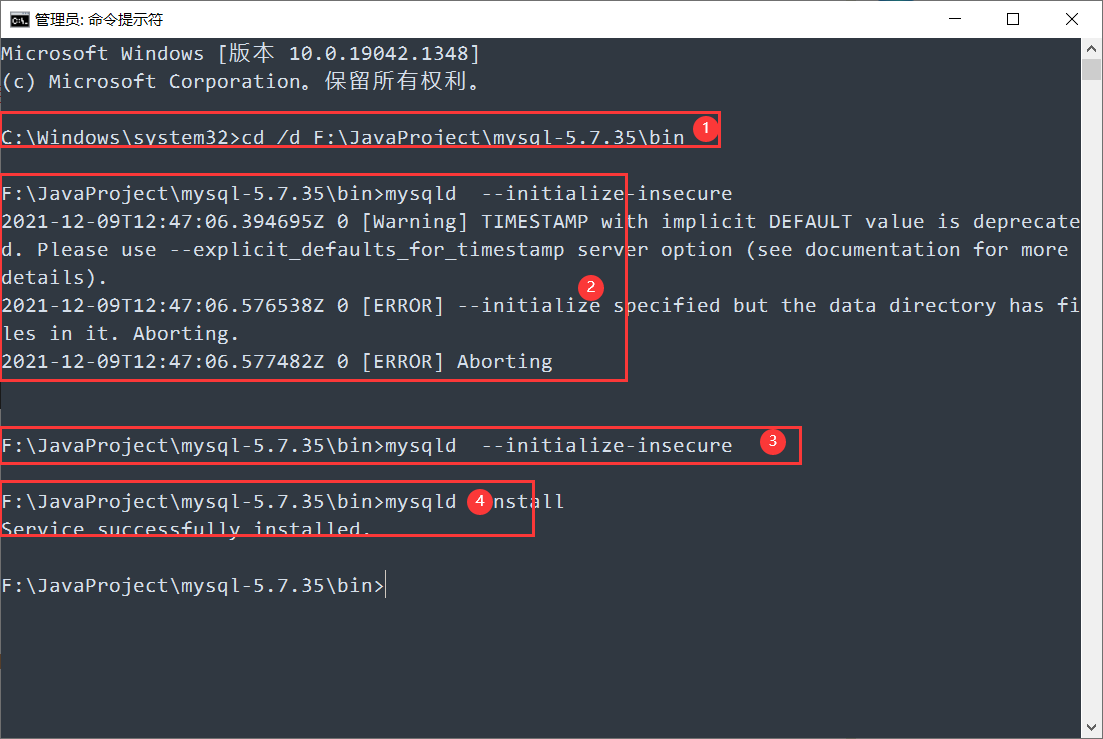 管理员: 命令提示符
Microsoft Windows [版本 10.0.19042.1348]
(c) Microsoft Corporation。保留所有权利。
C:\Windows\system32>cd /d F:\JavaProject\mysql-5.7.35\bin 1
F:\JavaProject\mysql-5.7.35\bin>mysqld  --initialize-insecure
2021-12-09T12:47:06.394695Z 0 [Warning] TIMESTAMP with implicit DEFAULT value is deprecate
d. Please use --explicit_defaults_for_timestamp server option (see documentation for more
details).
2
2021-12-09T12:47:06.576538Z 0 [ERROR] --initialize specified but the data directory has fi
les in it. Aborting.
2021-12-09T12:47:06.577482Z 0 [ERROR] Aborting
F:\JavaProject\mysql-5.7.35\bin>mysqld  --initialize-insecure 3
F:\JavaProject\mysql-5.7.35\bin>mysqld 4 nstall
Service successfully installed.
F:\JavaProject\mysql-5.7.35\bin>